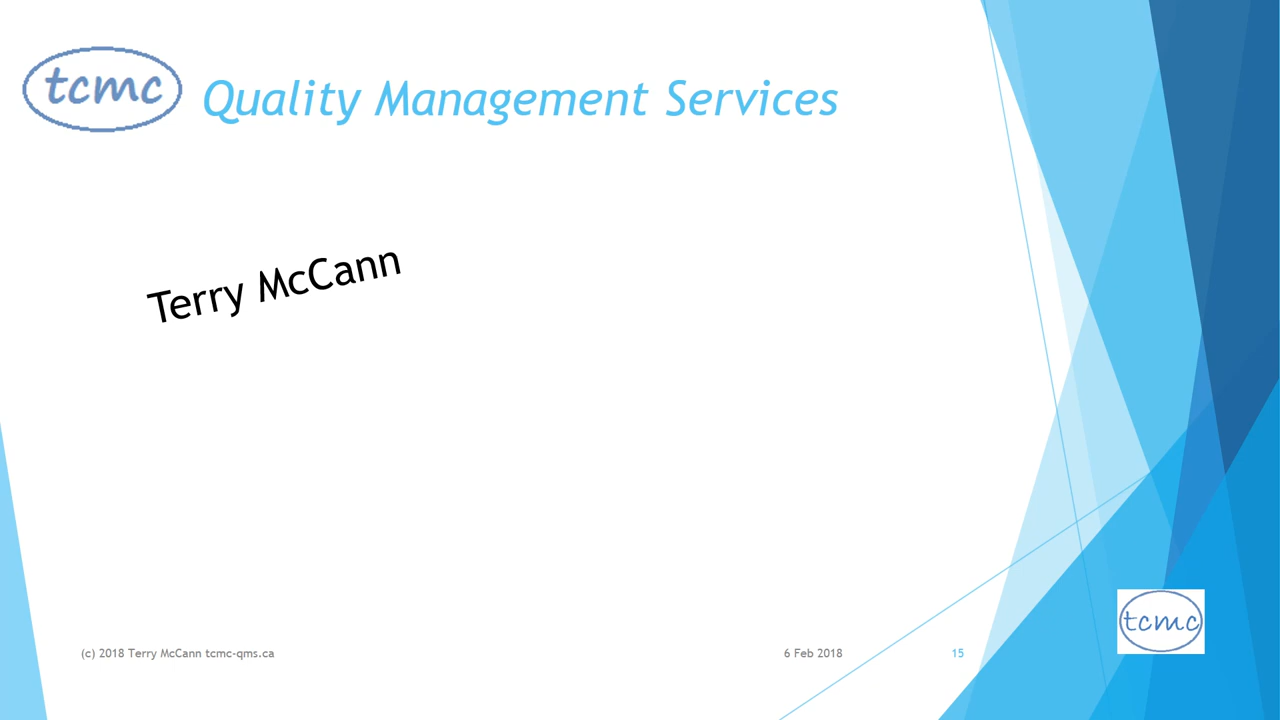 tcmc
Quality Management Services
Terry McCann
(c) 2018 Terry McCann tcmc-qms.ca
6 Feb 2018
15
tcmc